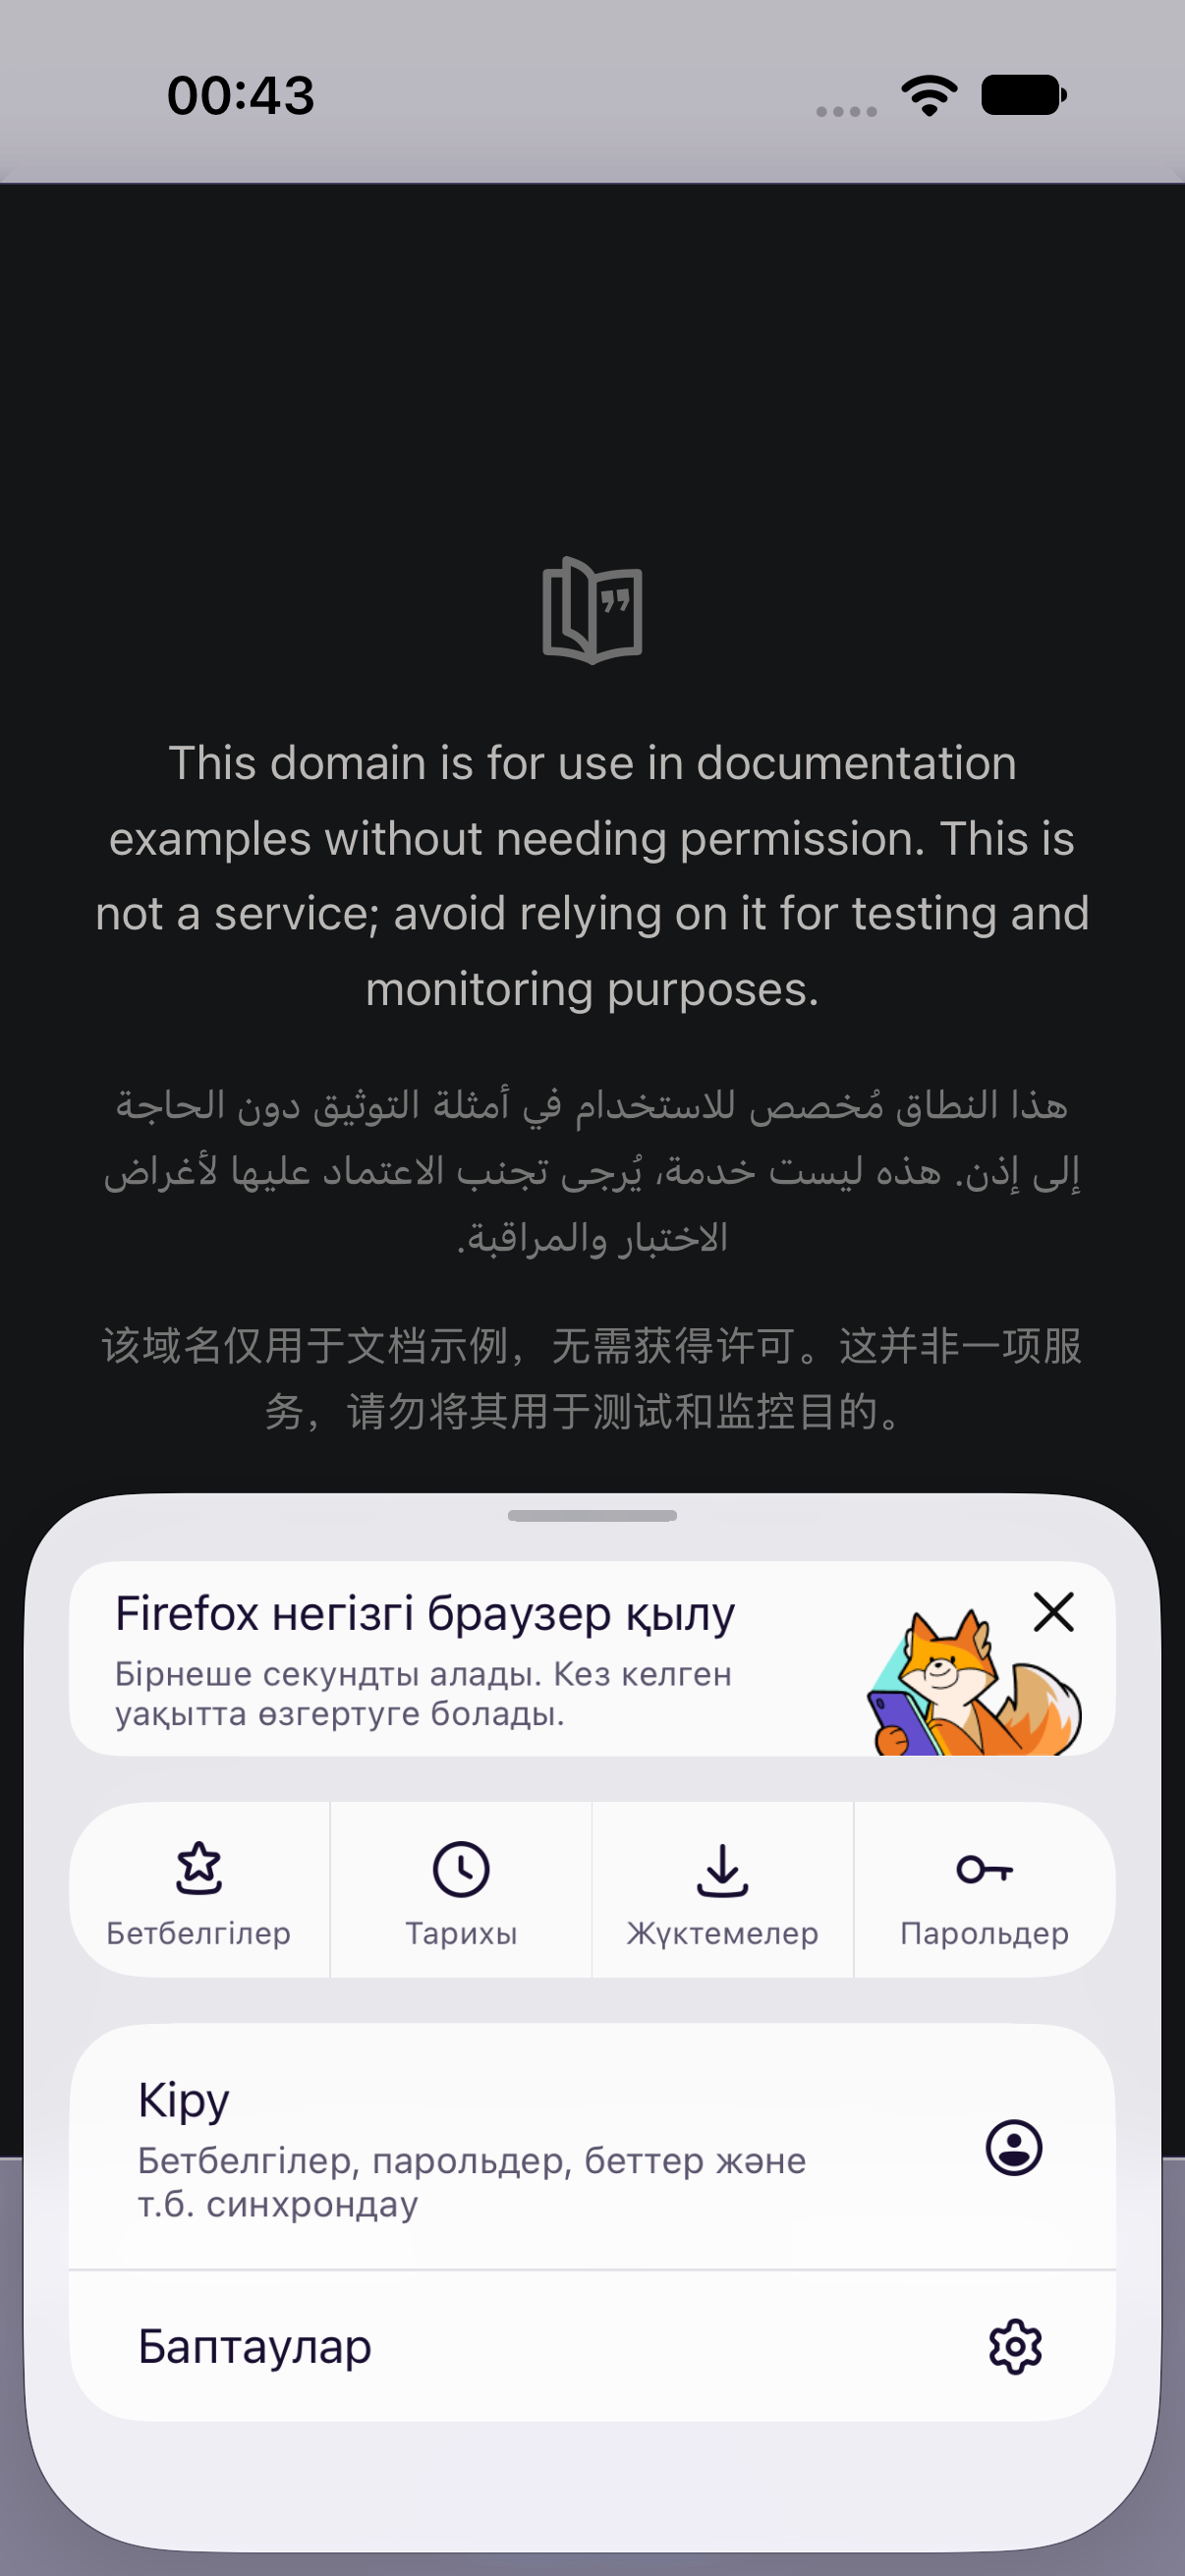 00:43
This domain is for use in documentation
examples without needing permission. This is
not a service; avoid relying on it for testing and
monitoring purposes.
هذا النطاق مُخصص للاستخدام في أمثلة التوثيق دون الحاجة
إلى إذن. هذه ليست خدمة، يُرجى تجنب الاعتماد عليها لأغراض
الاختبار والمراقبة.
该域名仅用于文档示例，无需获得许可。这并非一项服
务，请勿将其用于测试和监控目的。
Firefox негізгі браузер қылу
Бірнеше секундты алады. Кез келген
уақытта өзгертуге болады.
Бетбелгілер
Тарихы
Жүктемелер
Парольдер
Кіру
Бетбелгілер, парольдер, беттер және
т.б. синхрондау
Баптаулар